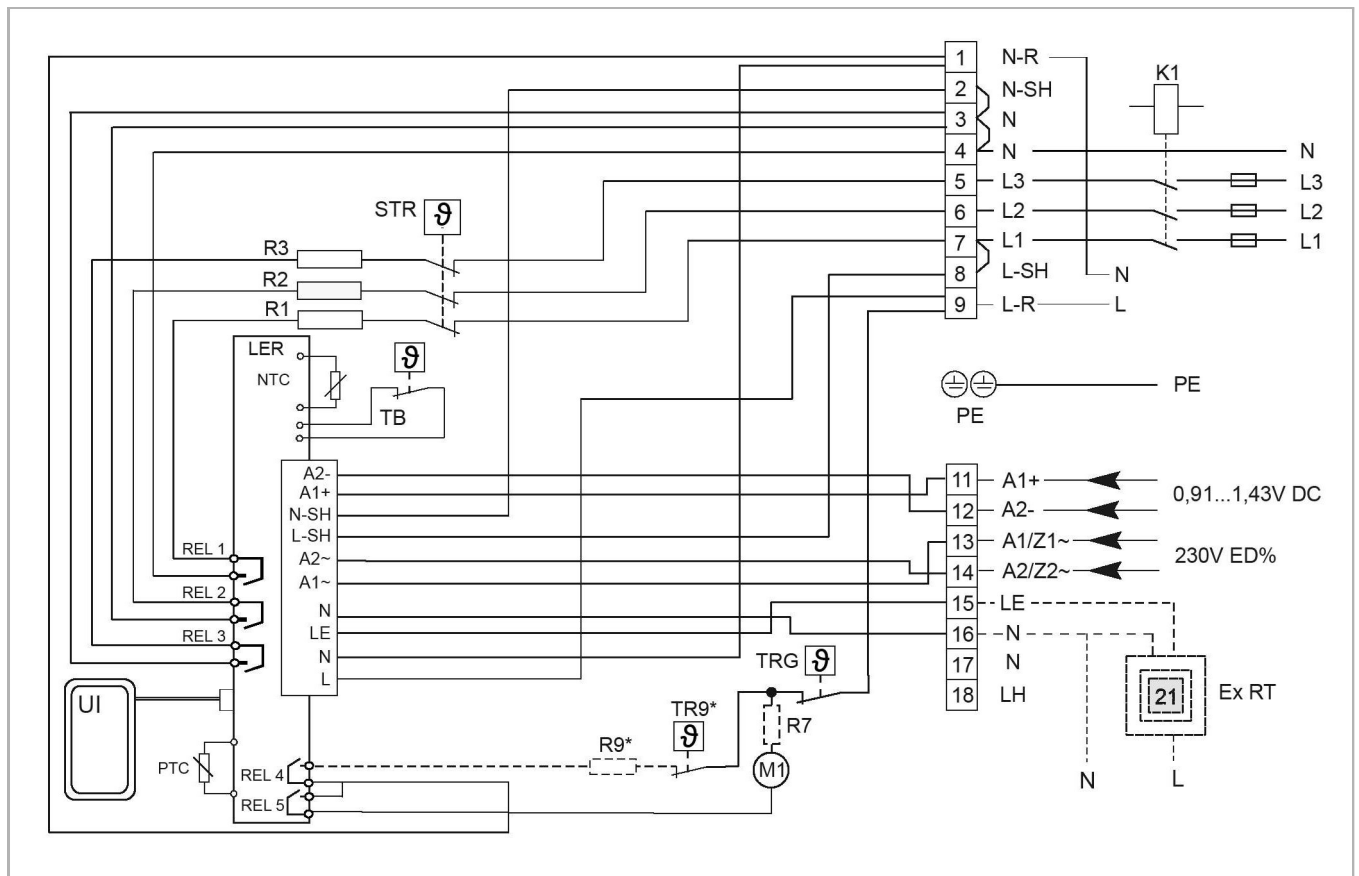 1 N-R
K1
2 N-SH
3 N
4 N N
5 L3 L3
6 L2 L2
7 L1 L1
8 L-SH N
9 L-R L
STR ϑ
R3
R2
R1
LER
NTC
ϑ
TB
PE
PE
A2-
A1+
N-SH
L-SH
A2~
A1~
N
LE
N
L
11 A1+
12 A2-
0,91...1,43V DC
13 A1/Z1~
14 A2/Z2~
230V ED%
15 LE
16 N
17 N
18 LH
21 Ex RT
N L
REL 1
REL 2
REL 3
UI
PTC
REL 4
REL 5
R9*
TR9*
ϑ
TRG ϑ
R7
M1